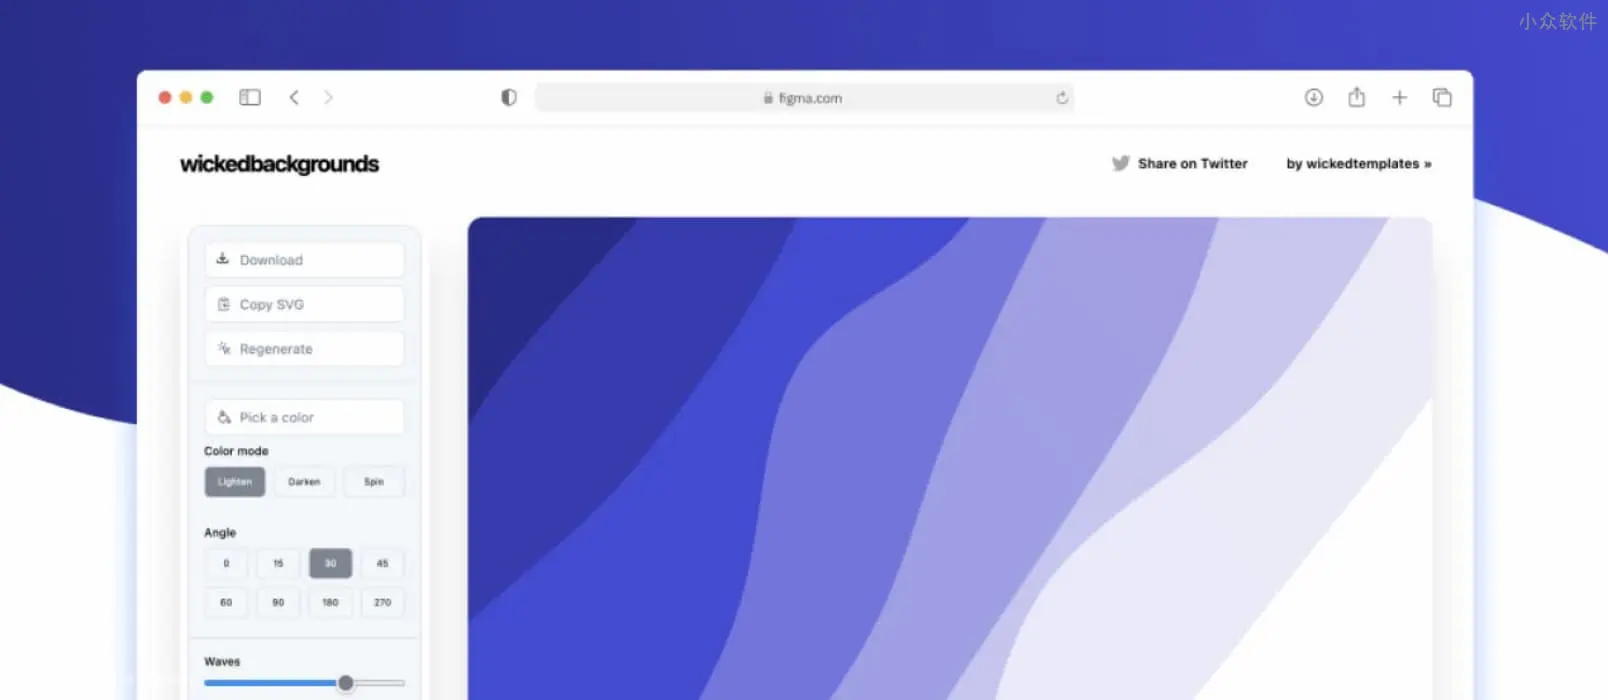 小众软件
figma.com
wickedbackgrounds
Share on Twitter
by wickedtemplates »
Download
Copy SVG
Regenerate
Pick a color
Color mode
Lighten Darken Spin
Angle
0 15 30 45
60 90 180 270
Waves